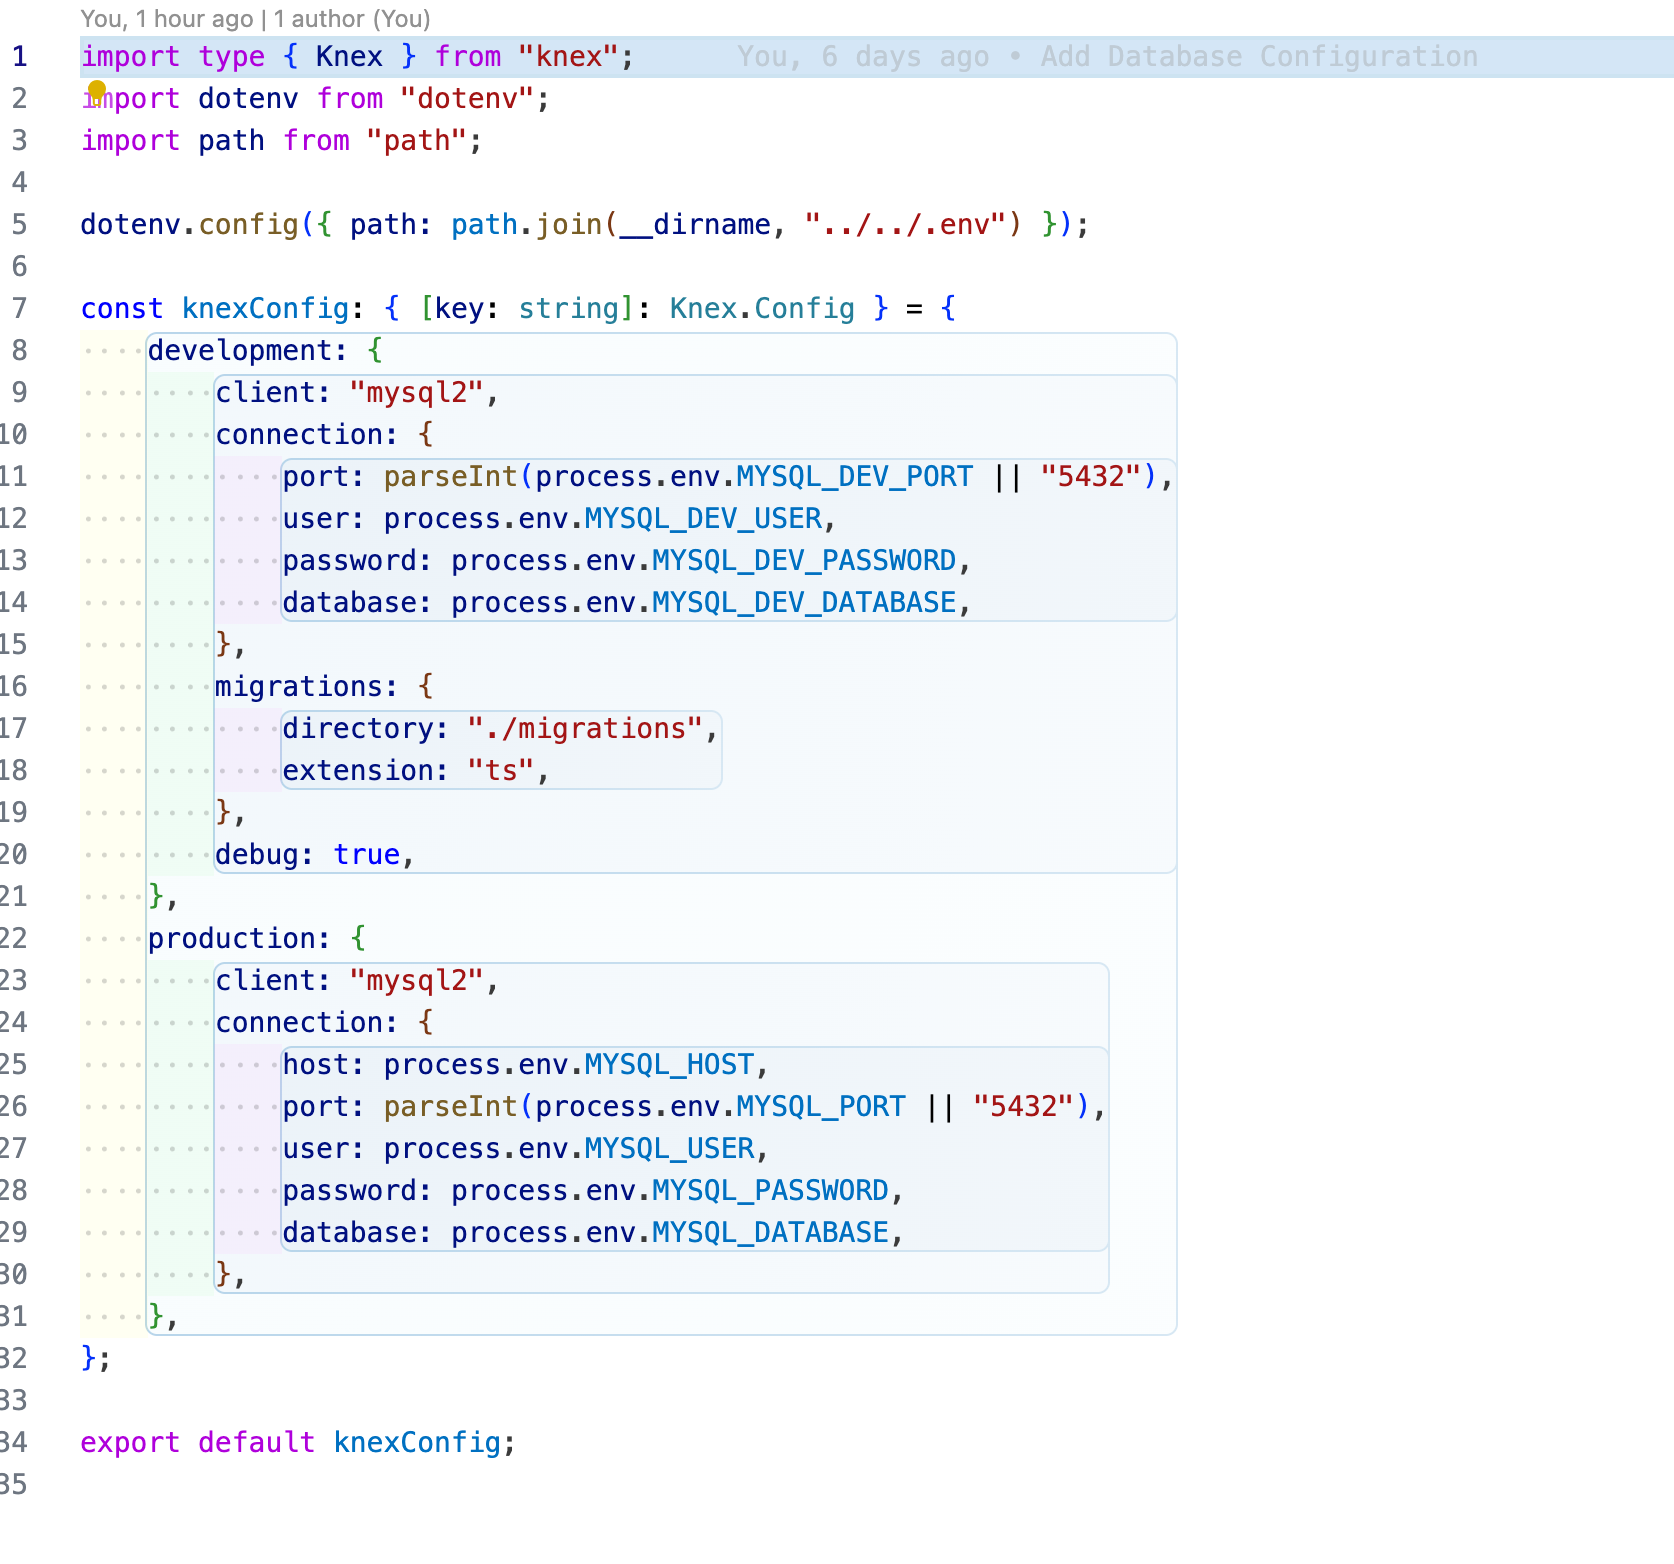 You, 1 hour ago | 1 author (You)
1 import type { Knex } from "knex"; You, 6 days ago • Add Database Configuration
2 import dotenv from "dotenv";
3 import path from "path";
4
5 dotenv.config({ path: path.join(__dirname, "../../.env") });
6
7 const knexConfig: { [key: string]: Knex.Config } = {
8 development: {
9 client: "mysql2",
10 connection: {
11 port: parseInt(process.env.MYSQL_DEV_PORT || "5432"),
12 user: process.env.MYSQL_DEV_USER,
13 password: process.env.MYSQL_DEV_PASSWORD,
14 database: process.env.MYSQL_DEV_DATABASE,
15 },
16 migrations: {
17 directory: "./migrations",
18 extension: "ts",
19 },
20 debug: true,
21 },
22 production: {
23 client: "mysql2",
24 connection: {
25 host: process.env.MYSQL_HOST,
26 port: parseInt(process.env.MYSQL_PORT || "5432"),
27 user: process.env.MYSQL_USER,
28 password: process.env.MYSQL_PASSWORD,
29 database: process.env.MYSQL_DATABASE,
30 },
31 },
32 };
33
34 export default knexConfig;
35